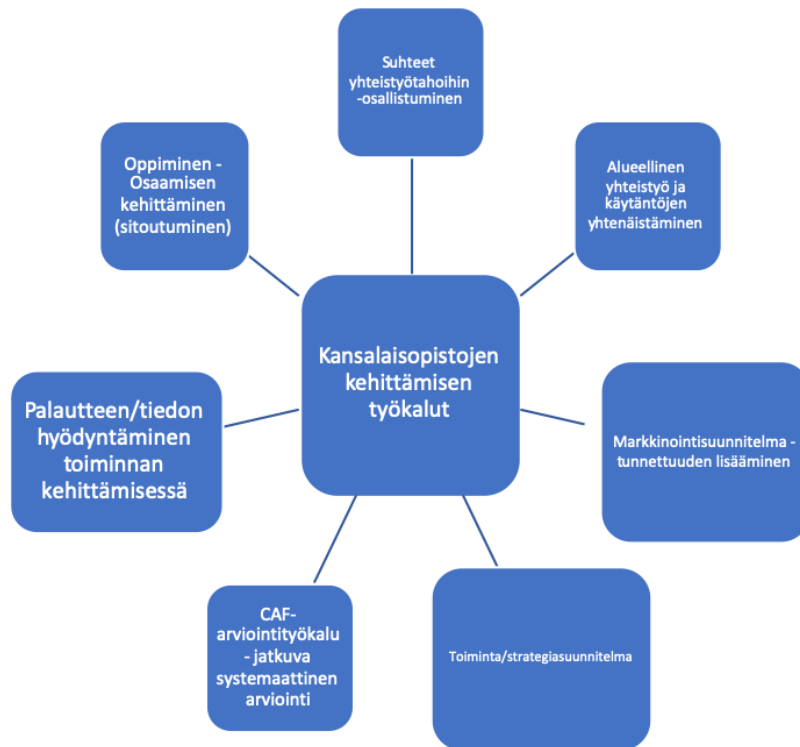 Suhteet
yhteistyötahoihin
-osallistuminen
Oppiminen -
Osaamisen
kehittäminen
(sitoutuminen)
Alueellinen
yhteistyö ja
käytäntöjen
yhtenäistäminen
Kansalaisopistojen
kehittämisen
työkalut
Palautteen/tiedon
hyödyntäminen
toiminnan
kehittämisessä
Markkinointisuunnitelma -
tunnettuuden lisääminen
CAF-
arviointityökalu
- jatkuva
systemaattinen
arviointi
Toiminta/strategiasuunnitelma